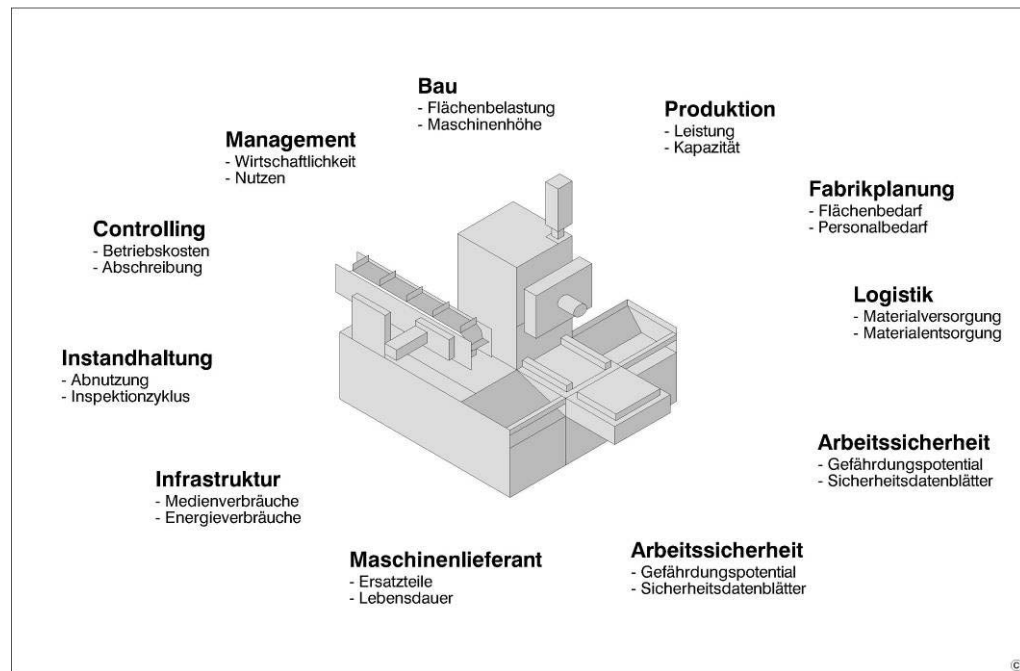 Bau
- Flächenbelastung
- Maschinenhöhe
Produktion
- Leistung
- Kapazität
Management
- Wirtschaftlichkeit
- Nutzen
Fabrikplanung
- Flächenbedarf
- Personalbedarf
Controlling
- Betriebskosten
- Abschreibung
Logistik
- Materialversorgung
- Materialentsorgung
Instandhaltung
- Abnutzung
- Inspektionzyklus
Arbeitssicherheit
- Gefährdungspotential
- Sicherheitsdatenblätter
Infrastruktur
- Medienverbräuche
- Energieverbräuche
Maschinenlieferant
- Ersatzteile
- Lebensdauer
Arbeitssicherheit
- Gefährdungspotential
- Sicherheitsdatenblätter
©